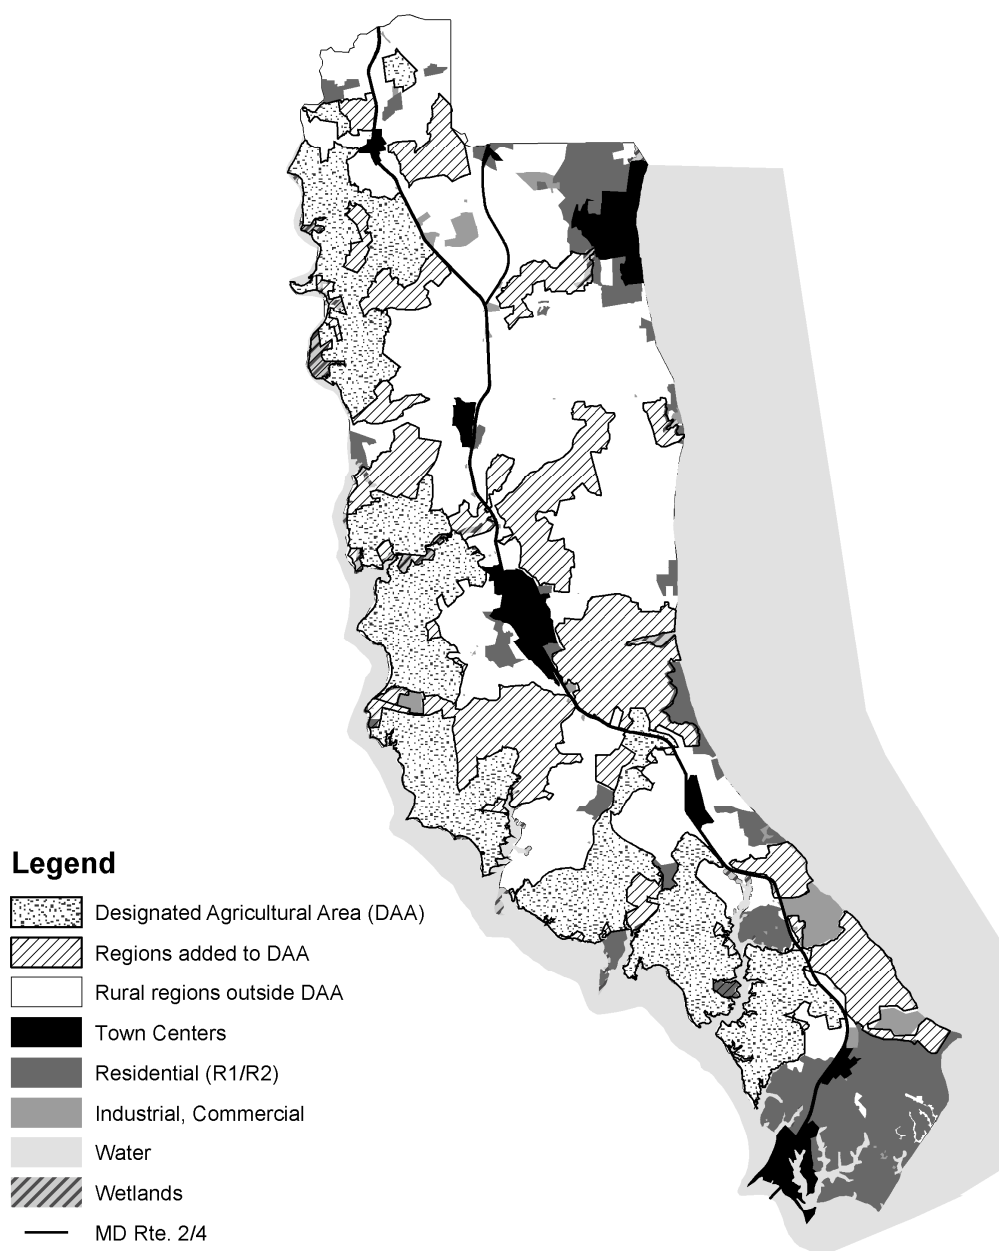 Legend
Designated Agricultural Area (DAA)
Regions added to DAA
Rural regions outside DAA
Town Centers
Residential (R1/R2)
Industrial, Commercial
Water
Wetlands
MD Rte. 2/4